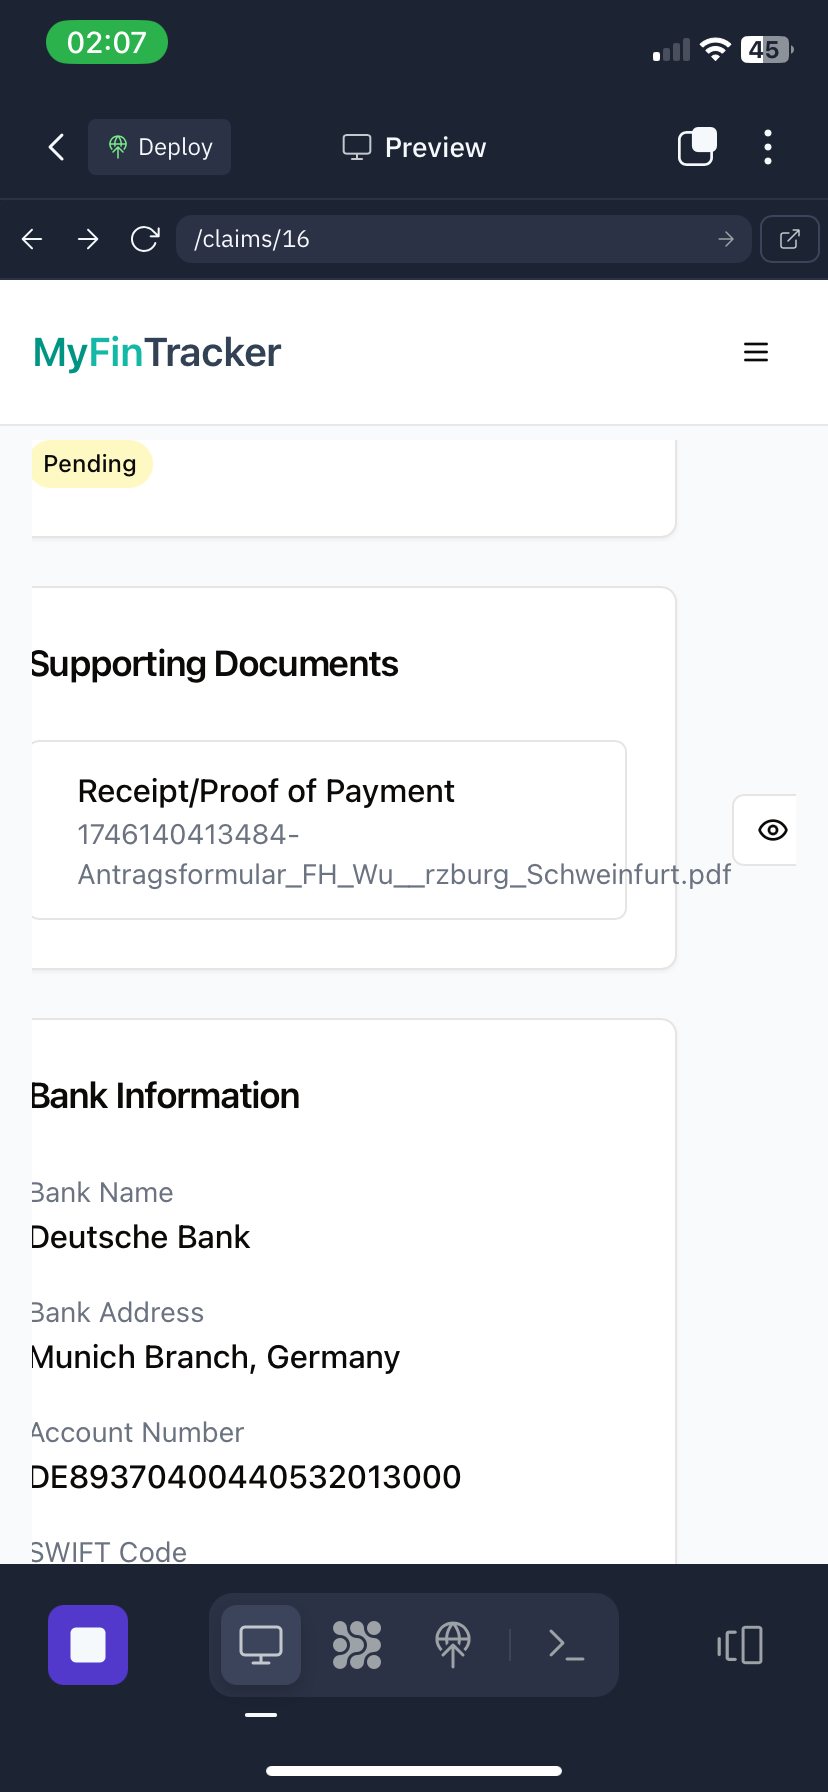 02:07
45
Deploy
Preview
/claims/16
MyFinTracker
Pending
Supporting Documents
Receipt/Proof of Payment
1746140413484-
Antragsformular_FH_Wu__rzburg_Schweinfurt.pdf
Bank Information
Bank Name
Deutsche Bank
Bank Address
Munich Branch, Germany
Account Number
DE89370400440532013000
SWIFT Code